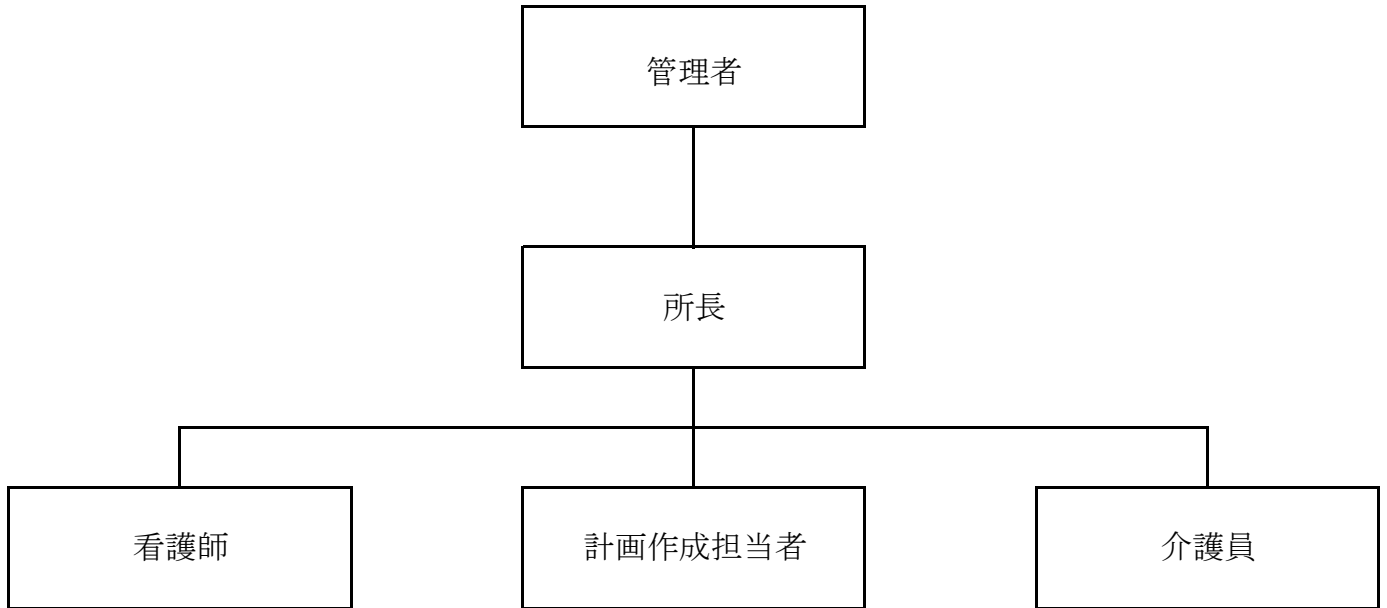 管理者
所長
看護師
計画作成担当者
介護員